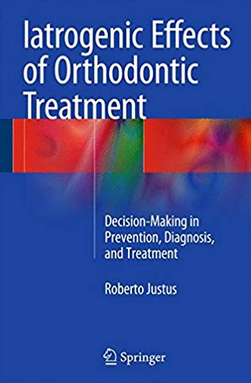 Iatrogenic Effects
of Orthodontic
Treatment
Decision-Making in
Prevention, Diagnosis,
and Treatment
Roberto Justus
Springer